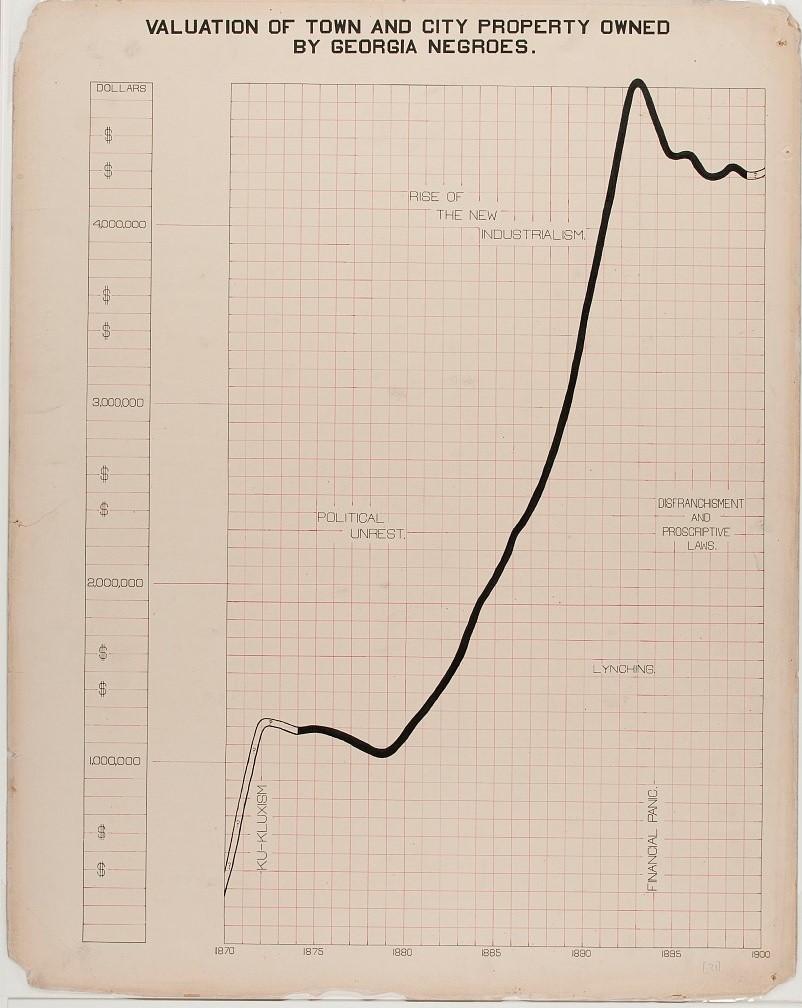 VALUATION OF TOWN AND CITY PROPERTY OWNED
BY GEORGIA NEGROES.
DOLLARS
$
$
4,000,000
$
$
3,000,000
$
$
2,000,000
$
$
1,000,000
$
$
RISE OF
THE NEW
INDUSTRIALISM.
POLITICAL
UNREST.
DISFRANCHISMENT
AND
PROSCRIPTIVE
LAWS.
LYNCHING.
KU-KLUXISM
FINANCIAL PANIC.
1870 1875 1880 1885 1890 1895 1900
[31]